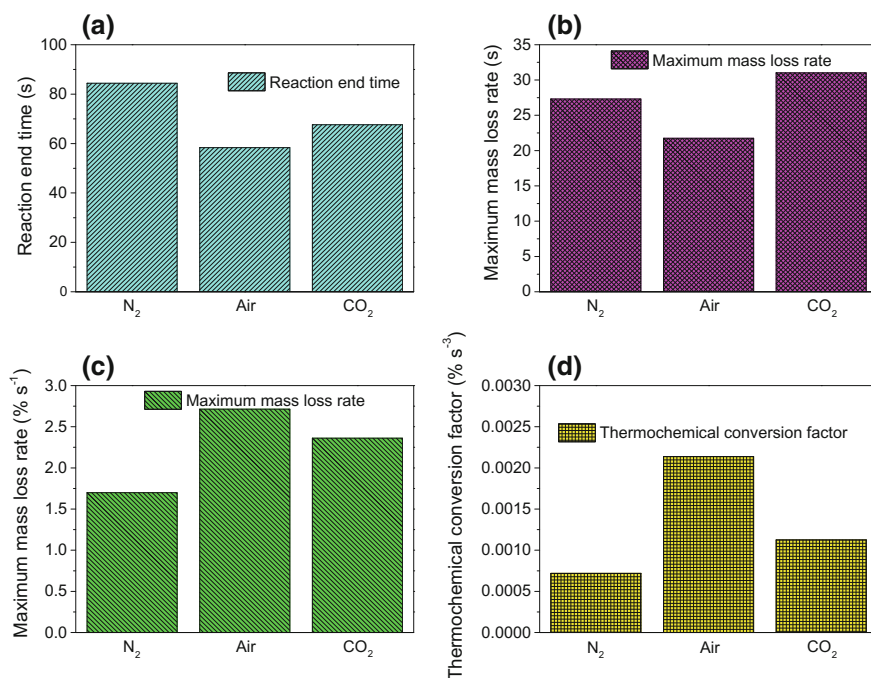 (a)
Reaction end time (s)
100
80
60
40
20
0
Reaction end time
N₂ Air CO₂
(b)
Maximum mass loss rate (s)
35
30
25
20
15
10
5
0
Maximum mass loss rate
N₂ Air CO₂
(c)
Maximum mass loss rate (% s⁻¹)
3.0
2.5
2.0
1.5
1.0
0.5
0.0
Maximum mass loss rate
N₂ Air CO₂
(d)
Thermochemical conversion factor (% s⁻³)
0.0030
0.0025
0.0020
0.0015
0.0010
0.0005
0.0000
Thermochemical conversion factor
N₂ Air CO₂